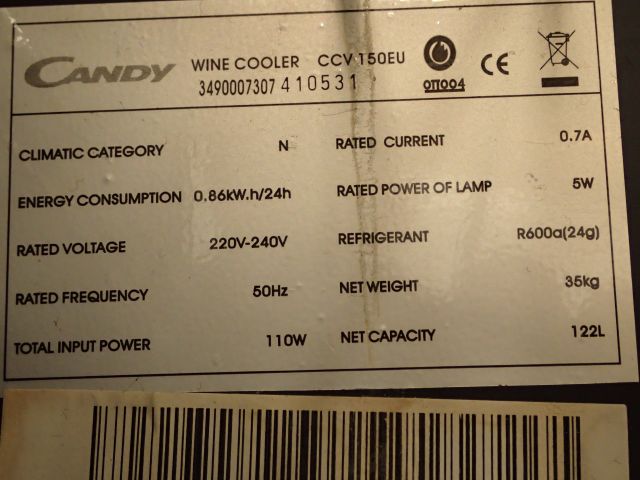 CANDY WINE COOLER CCV 150EU
3490007307 410531
OTT004
CE
CLIMATIC CATEGORY N RATED CURRENT 0.7A
ENERGY CONSUMPTION 0.86kW.h/24h RATED POWER OF LAMP 5W
RATED VOLTAGE 220V-240V REFRIGERANT R600a(24g)
RATED FREQUENCY 50Hz NET WEIGHT 35kg
TOTAL INPUT POWER 110W NET CAPACITY 122L